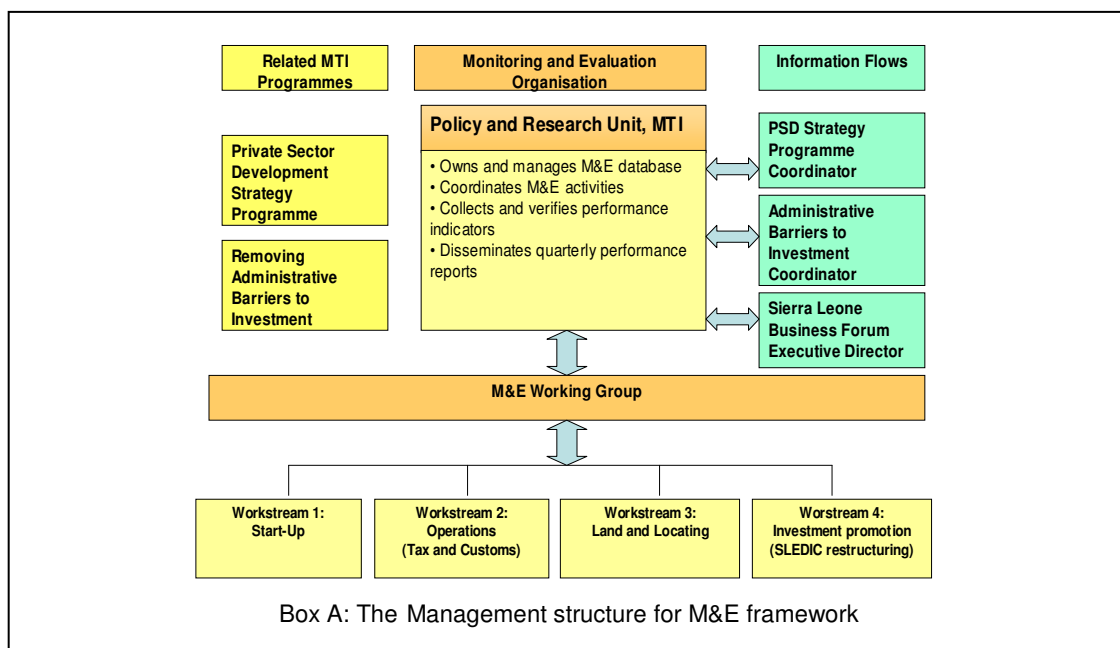 Related MTI
Programmes
Monitoring and Evaluation
Organisation
Information Flows
Private Sector
Development
Strategy
Programme
Removing
Administrative
Barriers to
Investment
Policy and Research Unit, MTI
• Owns and manages M&E database
• Coordinates M&E activities
• Collects and verifies performance
indicators
• Disseminates quarterly performance
reports
PSD Strategy
Programme
Coordinator
Administrative
Barriers to
Investment
Coordinator
Sierra Leone
Business Forum
Executive Director
M&E Working Group
Workstream 1:
Start-Up
Workstream 2:
Operations
(Tax and Customs)
Workstream 3:
Land and Locating
Worstream 4:
Investment promotion
(SLEDIC restructuring)
Box A: The Management structure for M&E framework